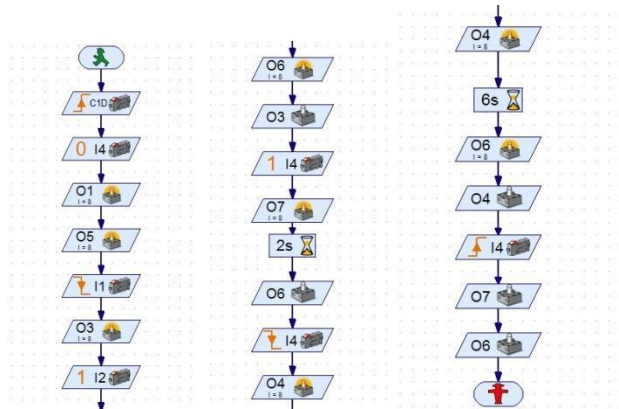 C1D
0 I4
O1
I = 8
O5
I = 8
I1
O3
I = 8
1 I2
O6
I = 8
O3
1 I4
O7
I = 8
2s
O6
I4
O4
I = 8
O4
I = 8
6s
O6
I = 8
O4
I4
O7
O6